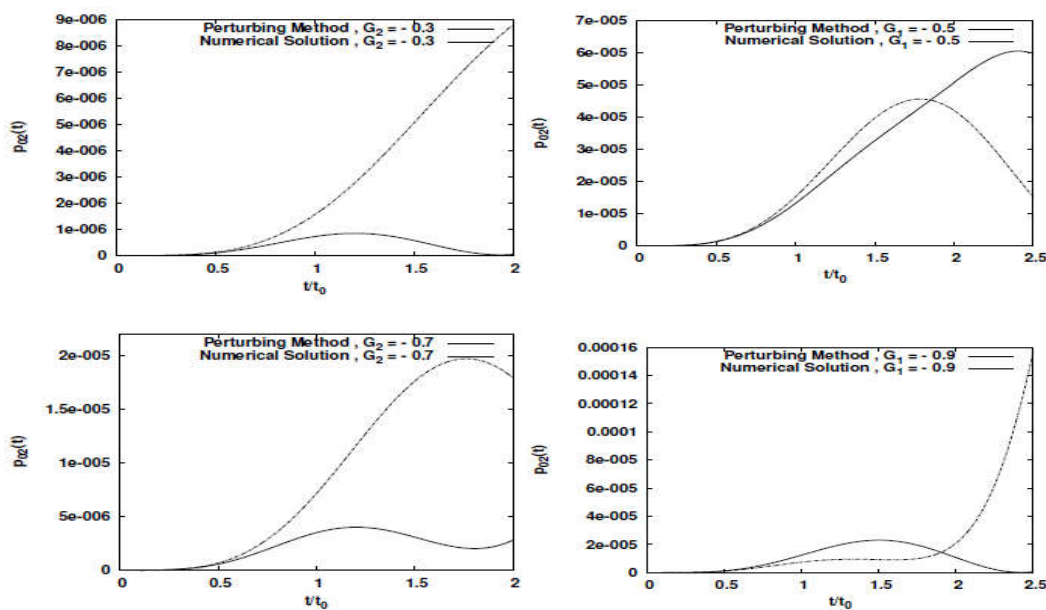 9e-006
8e-006
7e-006
6e-006
5e-006
4e-006
3e-006
2e-006
1e-006
0
p02(t)
Perturbing Method , G2 = - 0.3
Numerical Solution , G2 = - 0.3
0 0.5 1 1.5 2
t/t0
7e-005
6e-005
5e-005
4e-005
3e-005
2e-005
1e-005
0
p02(t)
Perturbing Method , G1 = - 0.5
Numerical Solution , G1 = - 0.5
0 0.5 1 1.5 2 2.5
t/t0
2e-005
1.5e-005
1e-005
5e-006
0
p02(t)
Perturbing Method , G2 = - 0.7
Numerical Solution , G2 = - 0.7
0 0.5 1 1.5 2
t/t0
0.00016
0.00014
0.00012
0.0001
8e-005
6e-005
4e-005
2e-005
0
p02(t)
Perturbing Method , G1 = - 0.9
Numerical Solution , G1 = - 0.9
0 0.5 1 1.5 2 2.5
t/t0